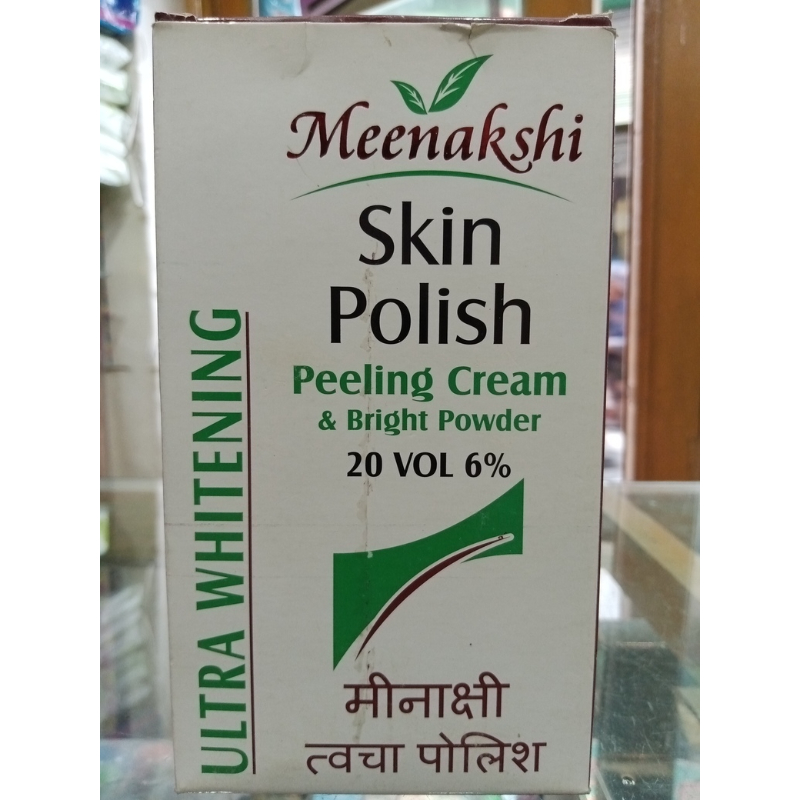 Meenakshi
Skin
Polish
Peeling Cream
& Bright Powder
20 VOL 6%
ULTRA WHITENING
मीनाक्षी
त्वचा पोलिश